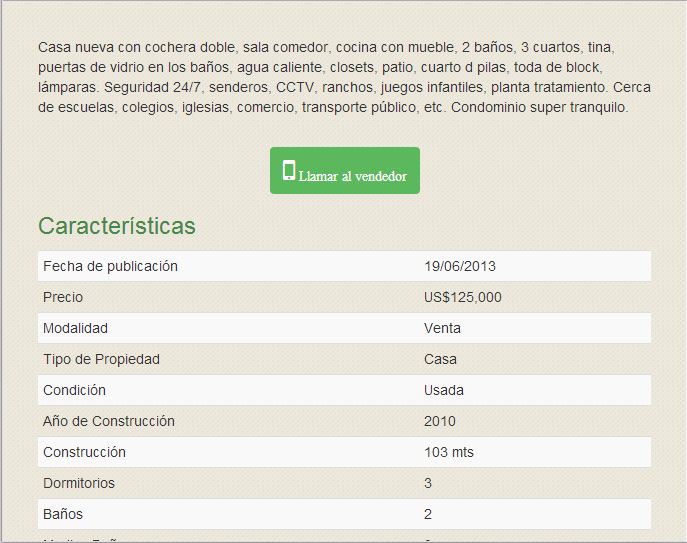 Casa nueva con cochera doble, sala comedor, cocina con mueble, 2 baños, 3 cuartos, tina,
puertas de vidrio en los baños, agua caliente, closets, patio, cuarto d pilas, toda de block,
lámparas. Seguridad 24/7, senderos, CCTV, ranchos, juegos infantiles, planta tratamiento. Cerca
de escuelas, colegios, iglesias, comercio, transporte público, etc. Condominio super tranquilo.
Llamar al vendedor
Características
Fecha de publicación 19/06/2013
Precio US$125,000
Modalidad Venta
Tipo de Propiedad Casa
Condición Usada
Año de Construcción 2010
Construcción 103 mts
Dormitorios 3
Baños 2